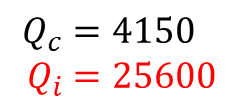 Q_c = 4150
Q_i = 25600